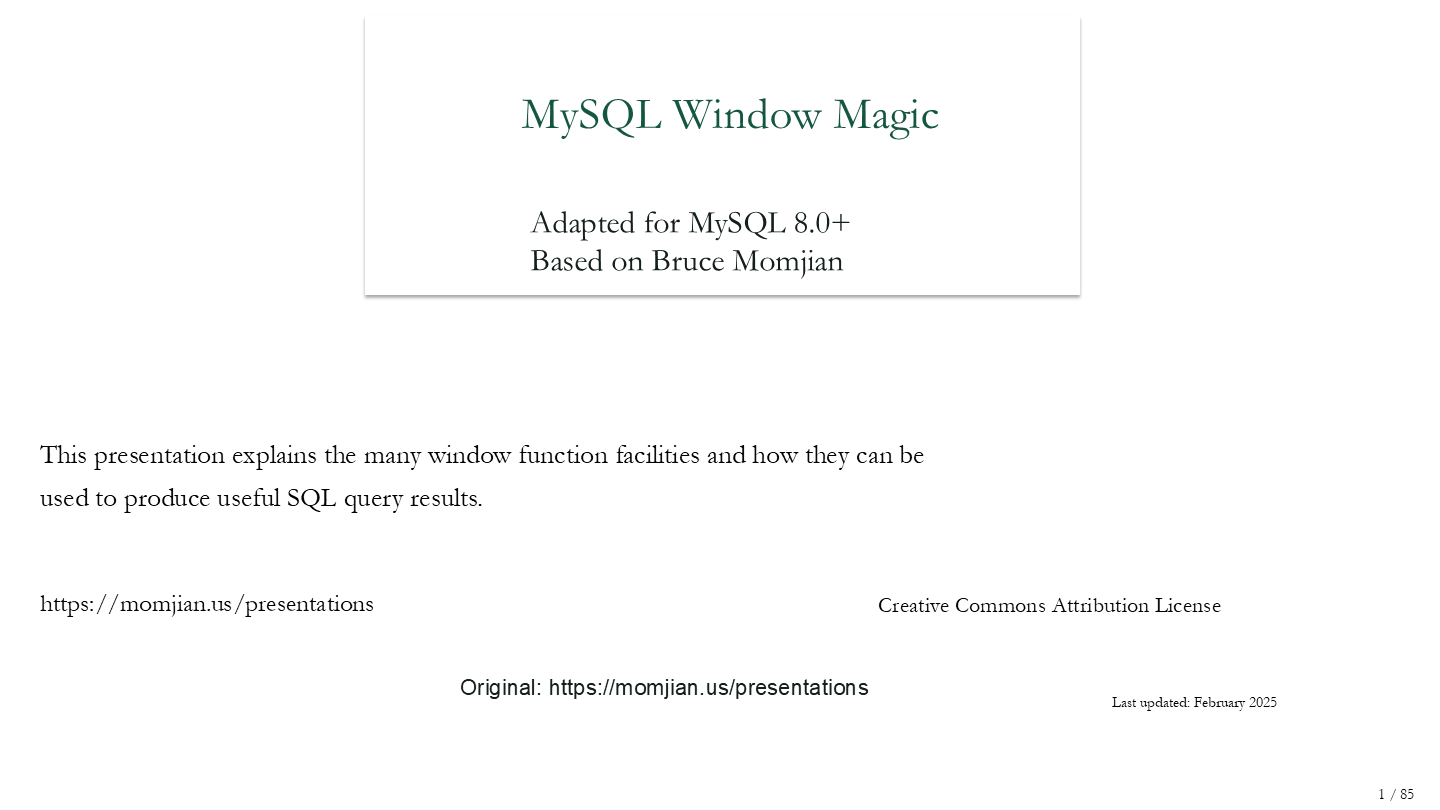 MySQL Window Magic
Adapted for MySQL 8.0+
Based on Bruce Momjian
This presentation explains the many window function facilities and how they can be
used to produce useful SQL query results.
https://momjian.us/presentations
Creative Commons Attribution License
Original: https://momjian.us/presentations
Last updated: February 2025
1 / 85